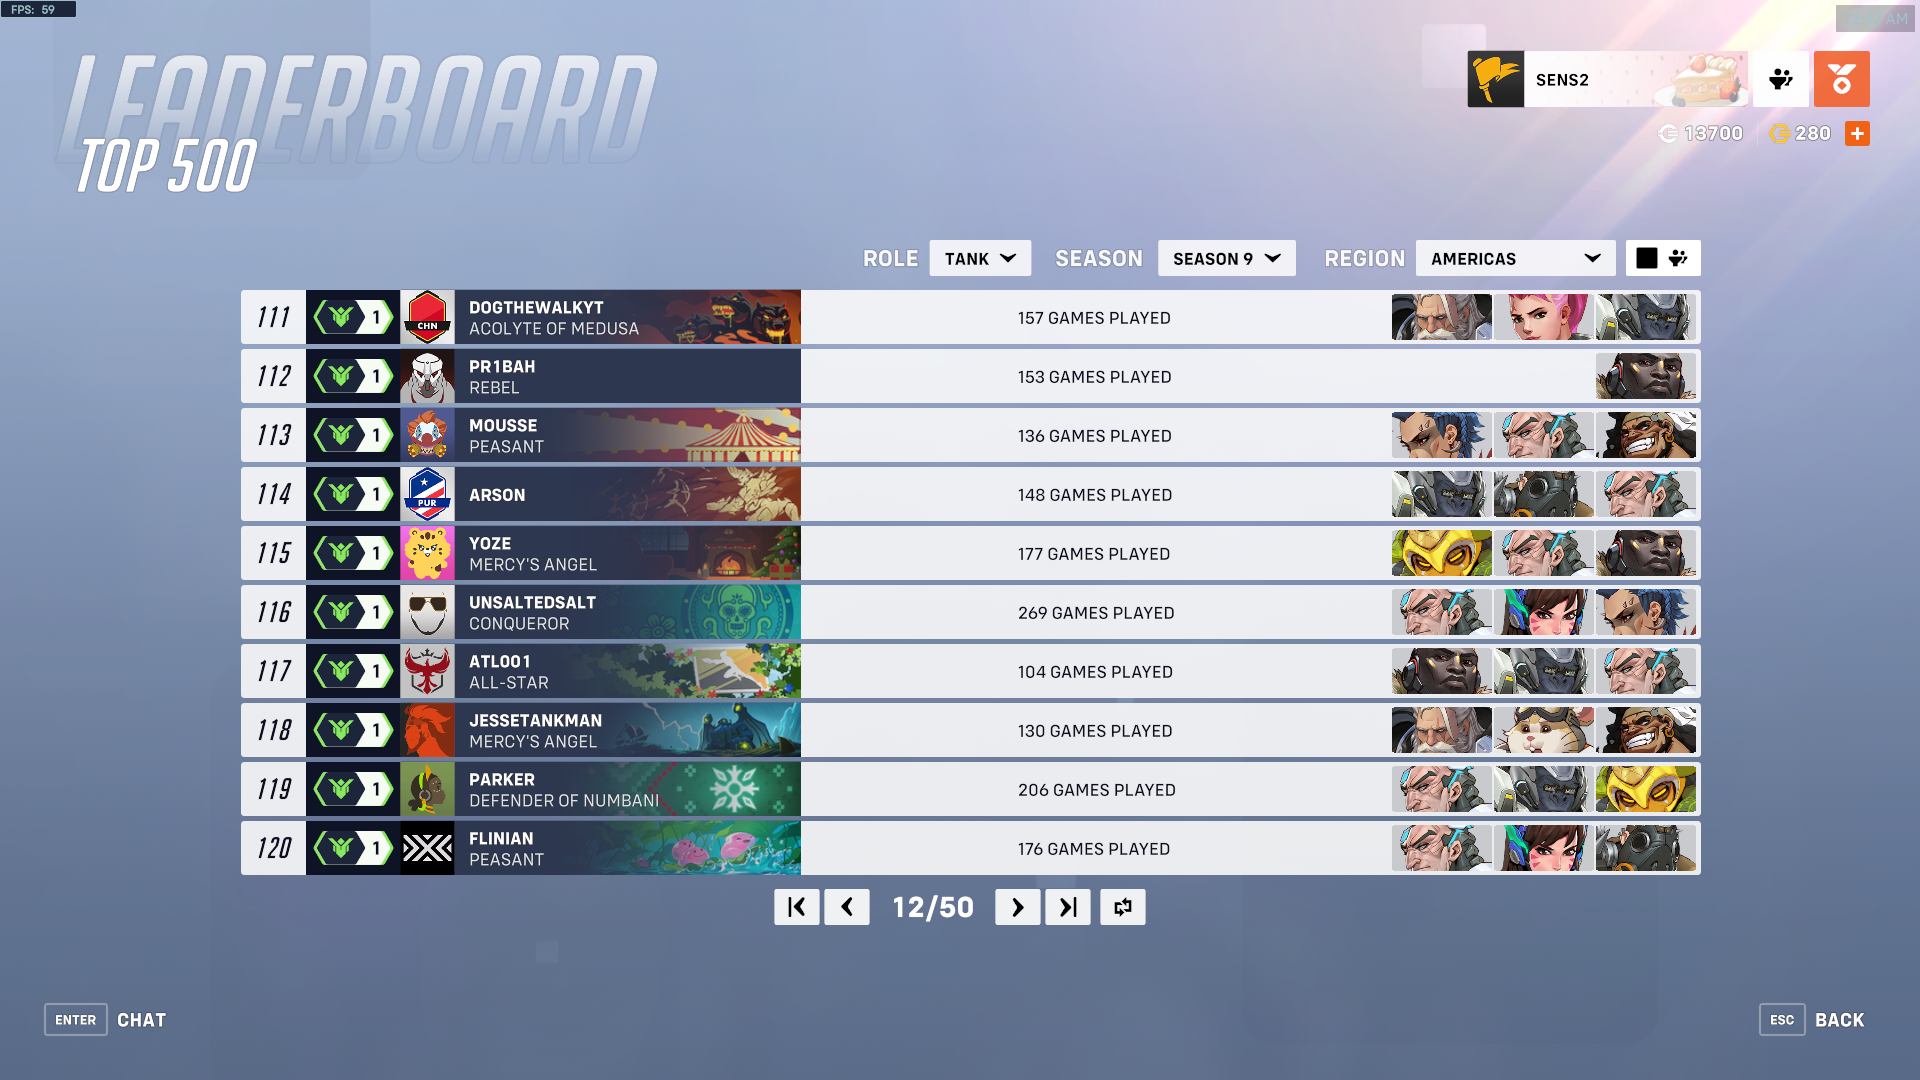 FPS: 59
LEADERBOARD
TOP 500
SENS2
13700
280
ROLE TANK SEASON SEASON 9 REGION AMERICAS
111 1 CHN DOGTHEWALKYT 157 GAMES PLAYED
ACOLYTE OF MEDUSA
112 1 PR1BAH 153 GAMES PLAYED
REBEL
113 1 MOUSSE 136 GAMES PLAYED
PEASANT
114 1 PUR ARSON 148 GAMES PLAYED
115 1 YOZE 177 GAMES PLAYED
MERCY'S ANGEL
116 1 UNSALTEDSALT 269 GAMES PLAYED
CONQUEROR
117 1 ATL001 104 GAMES PLAYED
ALL-STAR
118 1 JESSETANKMAN 130 GAMES PLAYED
MERCY'S ANGEL
119 1 PARKER 206 GAMES PLAYED
DEFENDER OF NUMBANI
120 1 FLINIAN 176 GAMES PLAYED
PEASANT
12/50
ENTER CHAT
ESC BACK